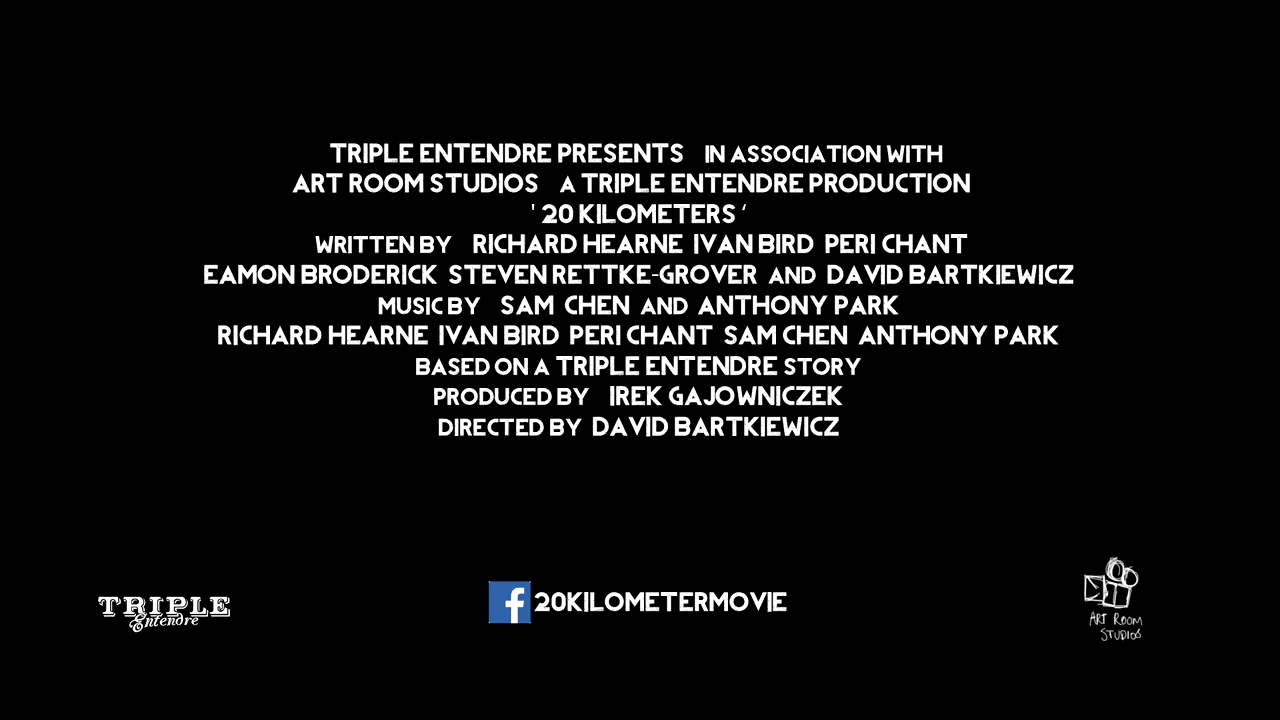 TRIPLE ENTENDRE PRESENTS IN ASSOCIATION WITH
ART ROOM STUDIOS A TRIPLE ENTENDRE PRODUCTION
' 20 KILOMETERS ‘
WRITTEN BY RICHARD HEARNE IVAN BIRD PERI CHANT
EAMON BRODERICK STEVEN RETTKE-GROVER AND DAVID BARTKIEWICZ
MUSIC BY SAM CHEN AND ANTHONY PARK
RICHARD HEARNE IVAN BIRD PERI CHANT SAM CHEN ANTHONY PARK
BASED ON A TRIPLE ENTENDRE STORY
PRODUCED BY IREK GAJOWNICZEK
DIRECTED BY DAVID BARTKIEWICZ
TRIPLE
Entendre
f 20KILOMETERMOVIE
ART ROOM
STUDIOS